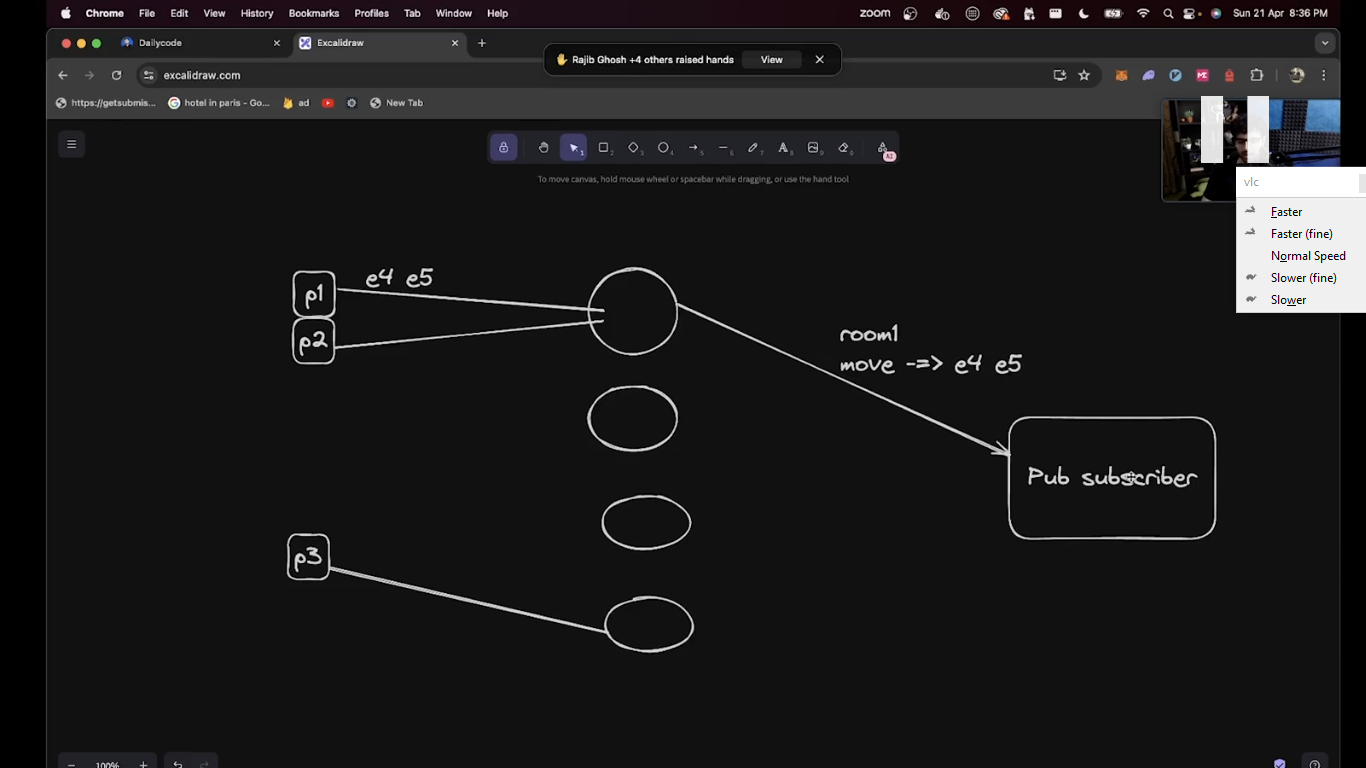 Chrome File Edit View History Bookmarks Profiles Tab Window Help zoom Sun 21 Apr 8:36 PM
Dailycode Excalidraw
Rajib Ghosh +4 others raised hands View
excalidraw.com
https://getsubmis... hotel in paris - Go... ad New Tab
To move canvas, hold mouse wheel or spacebar while dragging, or use the hand tool
AI
vlc
Faster
Faster (fine)
Normal Speed
Slower (fine)
Slower
p1
e4 e5
p2
room1
move -=> e4 e5
Pub subscriber
p3
100%